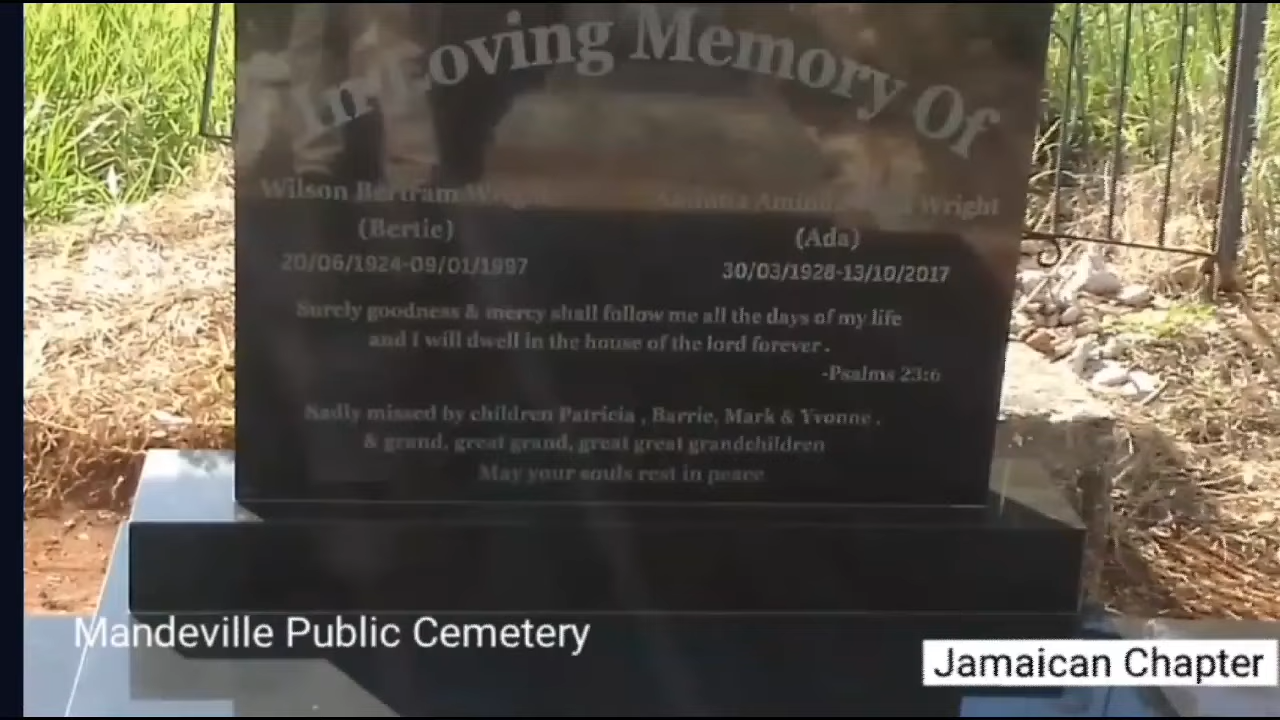 In Loving Memory Of
Wilson Bertram Wright
Wright
(Bertie)
(Ada)
20/06/1924-09/01/1997
30/03/1928-13/10/2017
Surely goodness & mercy shall follow me all the days of my life
and I will dwell in the house of the lord forever .
-Psalms 23:6
Sadly missed by children Patricia , Barrie, Mark & Yvonne .
& grand, great grand, great great grandchildren
May your souls rest in peace
Mandeville Public Cemetery
Jamaican Chapter